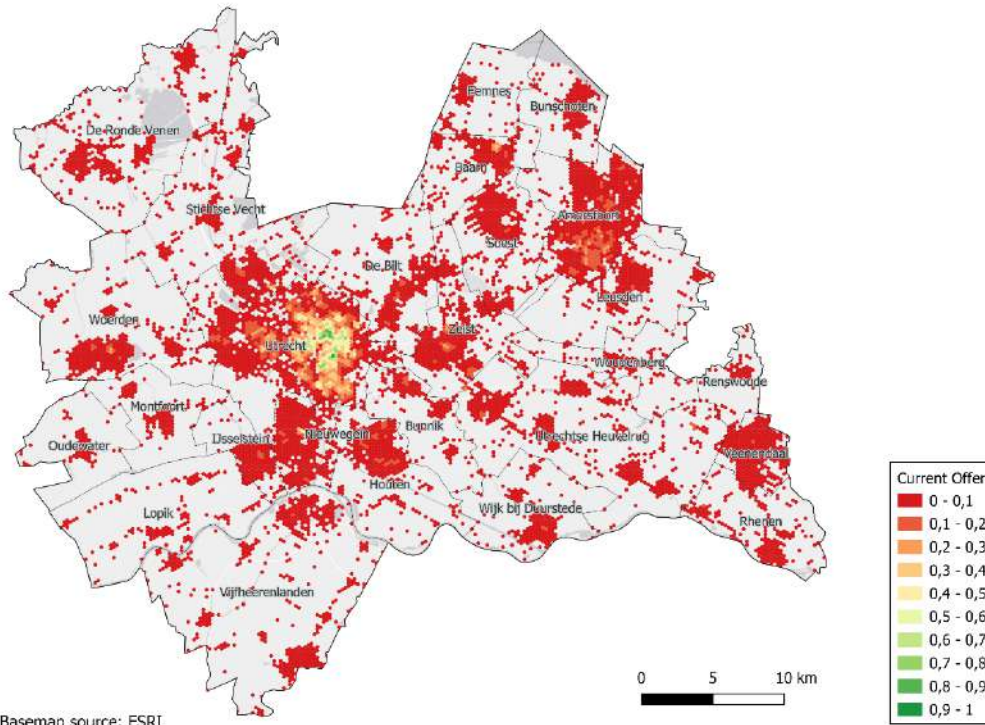 Eemnes
Bunschoten
De Ronde Venen
Baarn
Stichtse Vecht
Amersfoort
Soest
De Bilt
Leusden
Woerden
Zeist
Utrecht
Woudenberg
Renswoude
Montfoort
Oudewater
IJsselstein
Nieuwegein
Bunnik
Utrechtse Heuvelrug
Veenendaal
Houten
Wijk bij Duurstede
Lopik
Rhenen
Vijfheerenlanden
Current Offer
0 - 0,1
0,1 - 0,2
0,2 - 0,3
0,3 - 0,4
0,4 - 0,5
0,5 - 0,6
0,6 - 0,7
0,7 - 0,8
0,8 - 0,9
0,9 - 1
0 5 10 km
Basemap source: ESRI